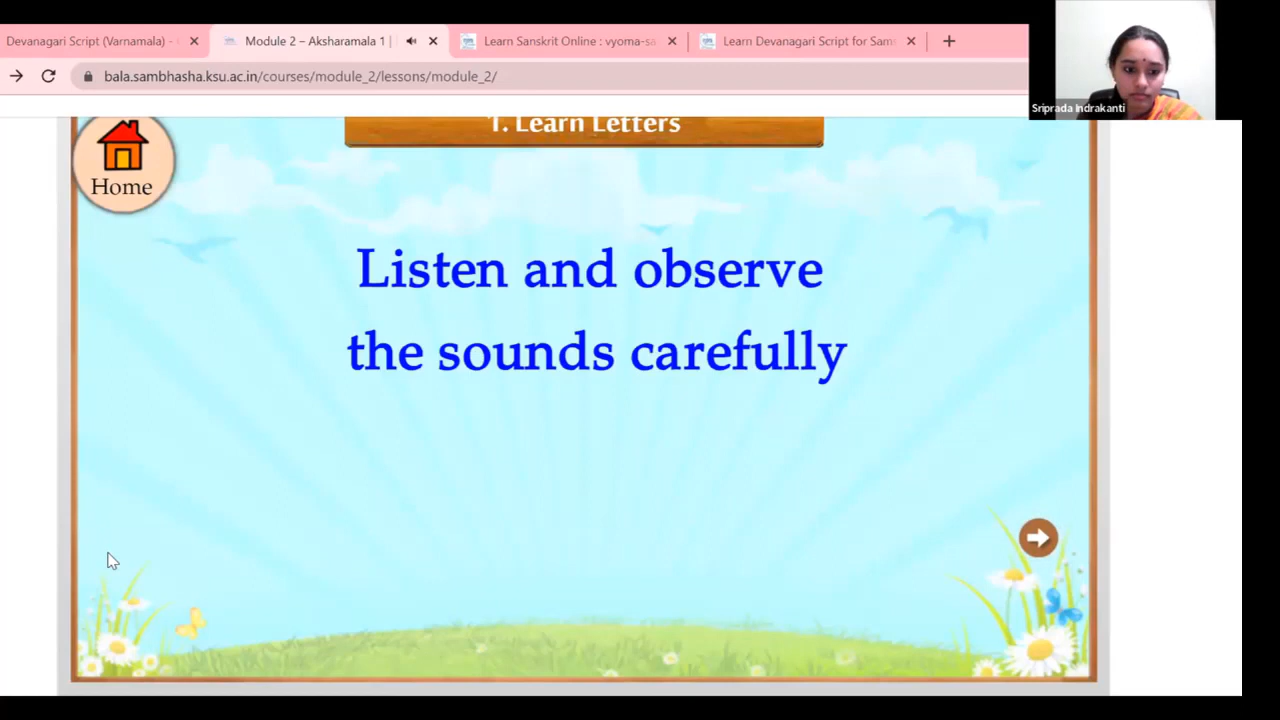 Devanagari Script (Varnamala) -
Module 2 – Aksharamala 1 |
Learn Sanskrit Online : vyoma-sa
Learn Devanagari Script for Sam
bala.sambhasha.ksu.ac.in/courses/module_2/lessons/module_2/
Sriprada Indrakanti
1. Learn Letters
Home
Listen and observe
the sounds carefully